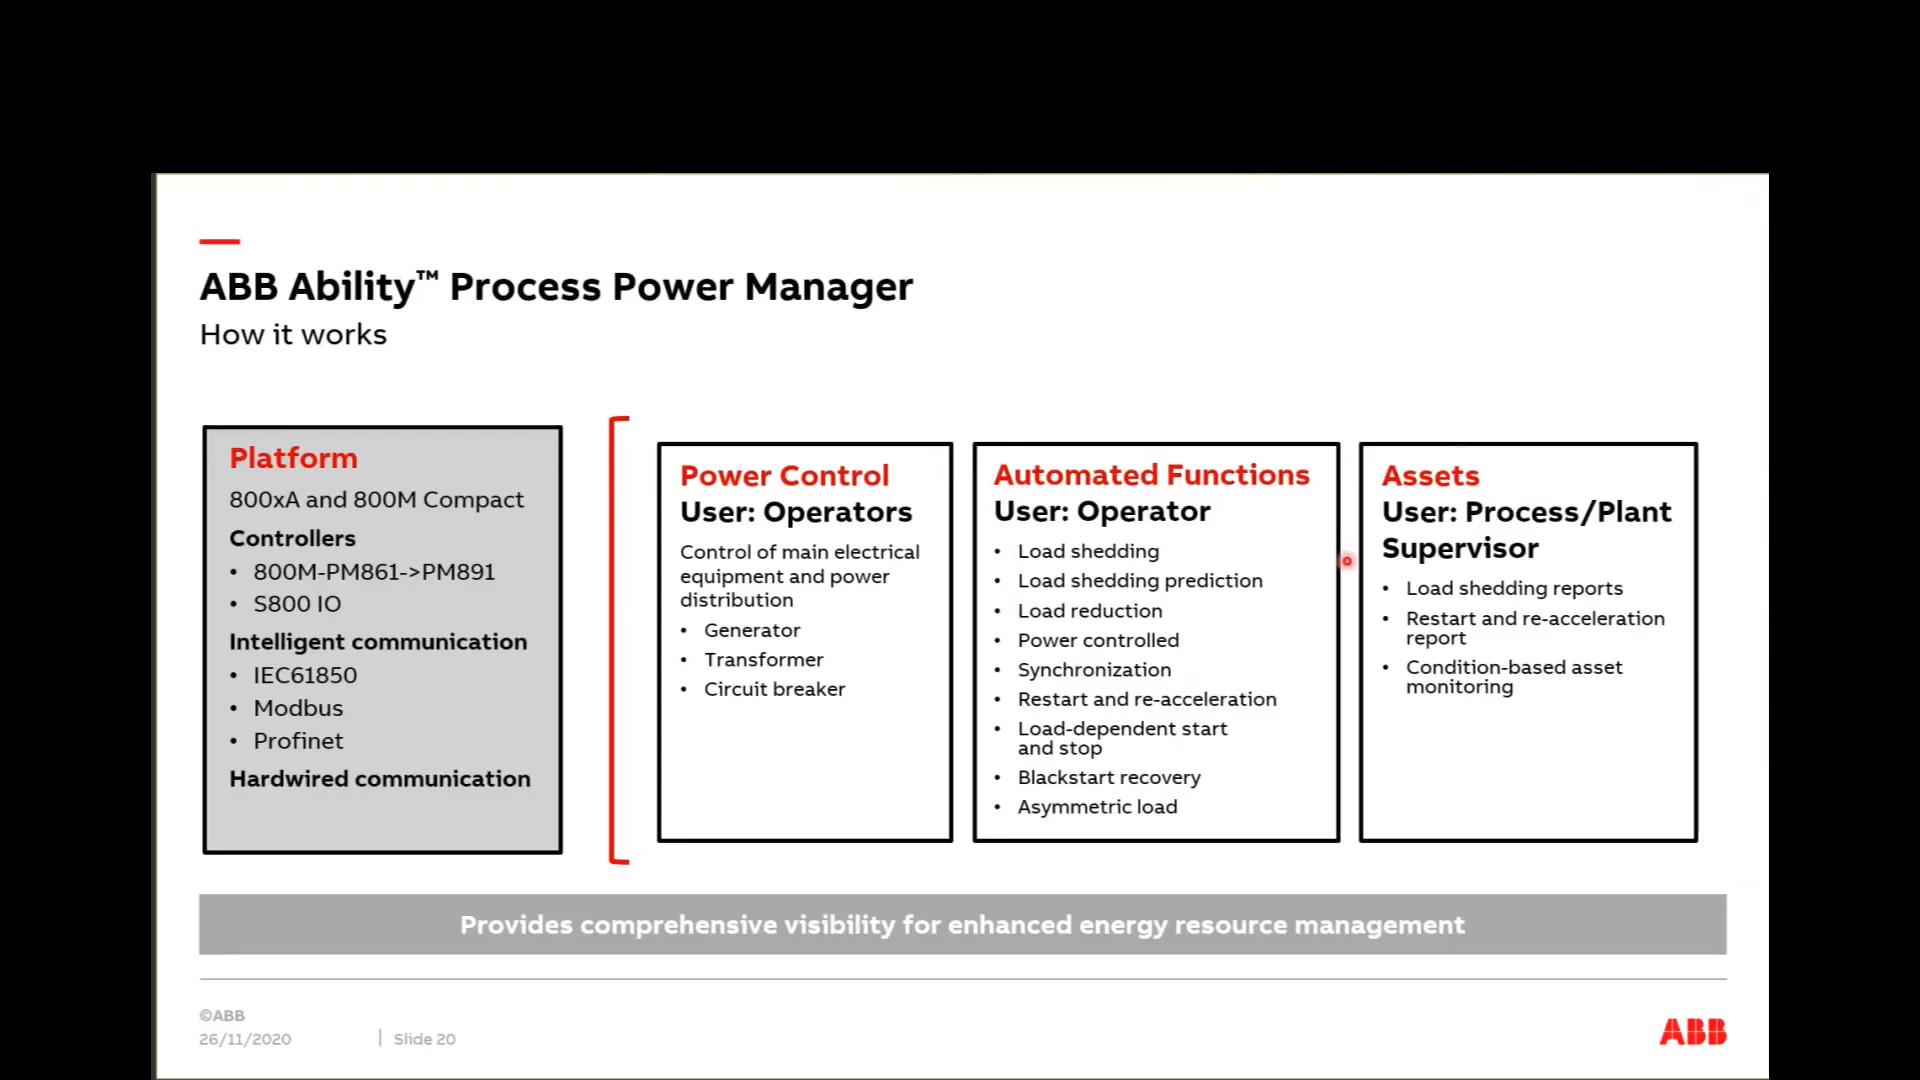 ABB Ability™ Process Power Manager
How it works
Platform
800xA and 800M Compact
Controllers
• 800M-PM861->PM891
• S800 IO
Intelligent communication
• IEC61850
• Modbus
• Profinet
Hardwired communication
Power Control
User: Operators
Control of main electrical
equipment and power
distribution
• Generator
• Transformer
• Circuit breaker
Automated Functions
User: Operator
• Load shedding
• Load shedding prediction
• Load reduction
• Power controlled
• Synchronization
• Restart and re-acceleration
• Load-dependent start
and stop
• Blackstart recovery
• Asymmetric load
Assets
User: Process/Plant
Supervisor
• Load shedding reports
• Restart and re-acceleration
report
• Condition-based asset
monitoring
Provides comprehensive visibility for enhanced energy resource management
©ABB
26/11/2020 | Slide 20
ABB